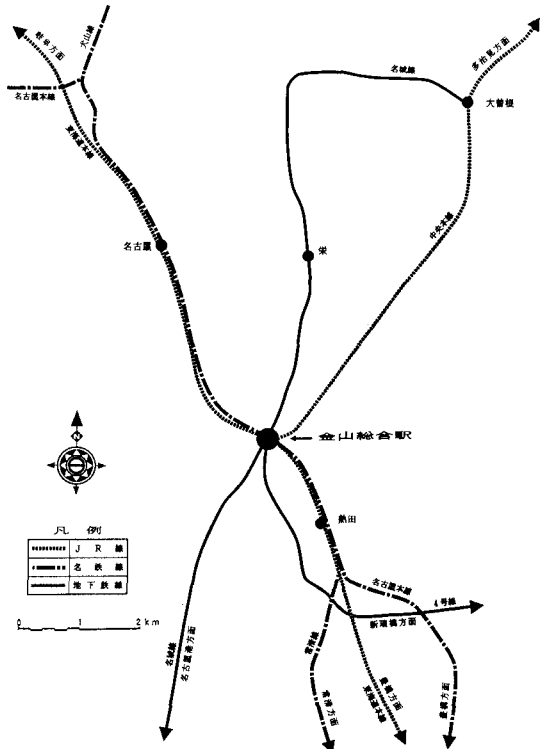 岐阜方面
犬山線
名古屋本線
東海道本線
名古屋
名城線
多治見方面
大曽根
中央本線
栄
金山総合駅
熱田
凡 例
J R 線
名 鉄 線
地 下 鉄 線
0 1 2 km
名古屋本線
4号線
新瑞橋方面
名城線
名古屋港方面
常滑線
常滑方面
豊橋方面
東海道本線
豊橋方面